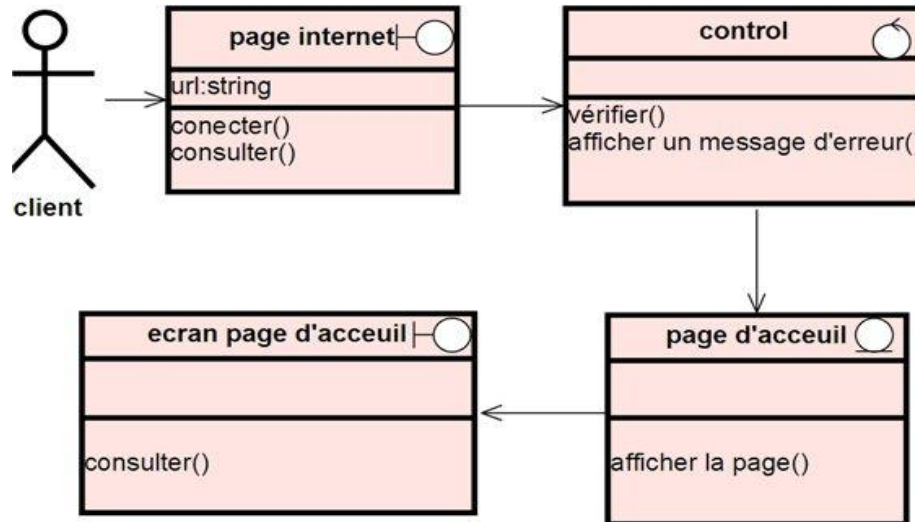 client
page internet
url:string
conecter()
consulter()
control
vérifier()
afficher un message d'erreur(
page d'acceuil
afficher la page()
ecran page d'acceuil
consulter()